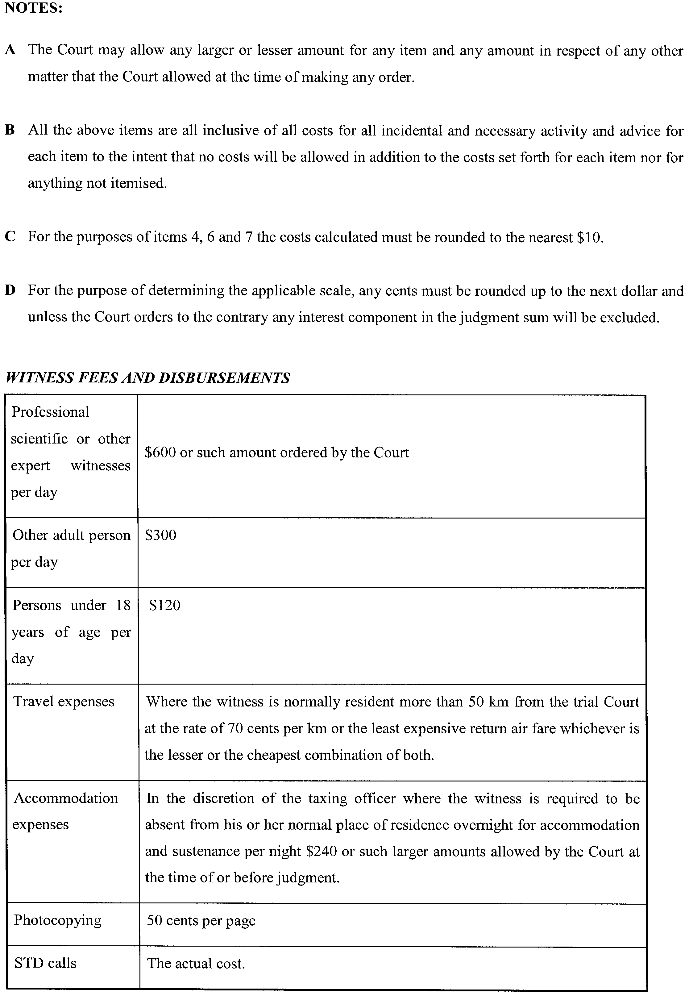 NOTES:
A The Court may allow any larger or lesser amount for any item and any amount in respect of any other
matter that the Court allowed at the time of making any order.
B All the above items are all inclusive of all costs for all incidental and necessary activity and advice for
each item to the intent that no costs will be allowed in addition to the costs set forth for each item nor for
anything not itemised.
C For the purposes of items 4, 6 and 7 the costs calculated must be rounded to the nearest $10.
D For the purpose of determining the applicable scale, any cents must be rounded up to the next dollar and
unless the Court orders to the contrary any interest component in the judgment sum will be excluded.
WITNESS FEES AND DISBURSEMENTS
Professional
scientific or other
expert witnesses
per day
$600 or such amount ordered by the Court
Other adult person
per day
$300
Persons under 18
years of age per
day
$120
Travel expenses
Where the witness is normally resident more than 50 km from the trial Court
at the rate of 70 cents per km or the least expensive return air fare whichever is
the lesser or the cheapest combination of both.
Accommodation
expenses
In the discretion of the taxing officer where the witness is required to be
absent from his or her normal place of residence overnight for accommodation
and sustenance per night $240 or such larger amounts allowed by the Court at
the time of or before judgment.
Photocopying
50 cents per page
STD calls
The actual cost.